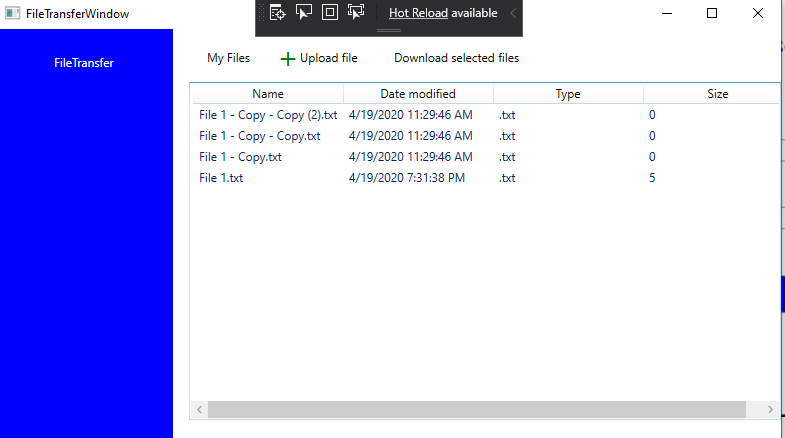 FileTransferWindow
Hot Reload available
FileTransfer
My Files Upload file Download selected files
Name Date modified Type Size
File 1 - Copy - Copy (2).txt 4/19/2020 11:29:46 AM .txt 0
File 1 - Copy - Copy.txt 4/19/2020 11:29:46 AM .txt 0
File 1 - Copy.txt 4/19/2020 11:29:46 AM .txt 0
File 1.txt 4/19/2020 7:31:38 PM .txt 5